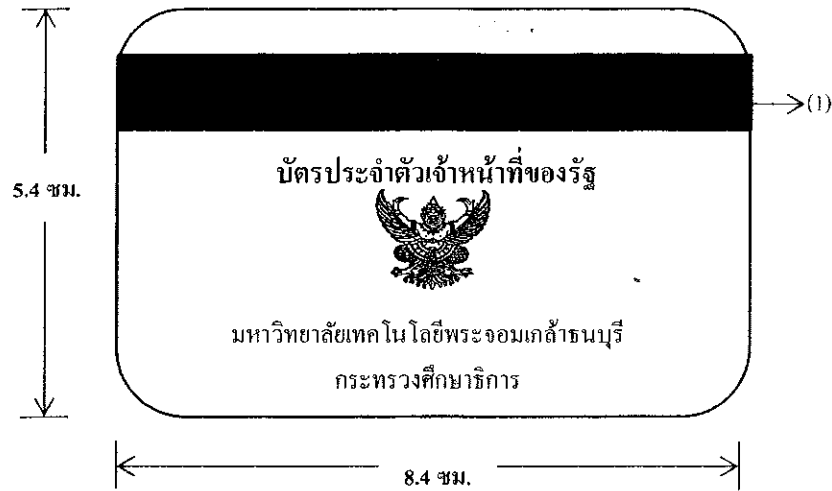 (1)
บัตรประจำตัวเจ้าหน้าที่ของรัฐ
5.4 ซม.
มหาวิทยาลัยเทคโนโลยีพระจอมเกล้าธนบุรี
กระทรวงศึกษาธิการ
8.4 ซม.